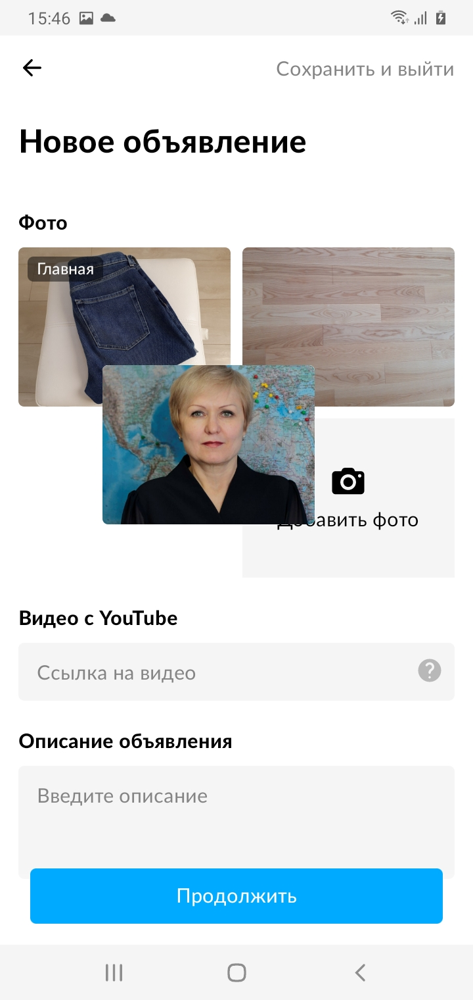 15:46
Сохранить и выйти
Новое объявление
Фото
Главная
Добавить фото
Видео с YouTube
Ссылка на видео
?
Описание объявления
Введите описание
Продолжить